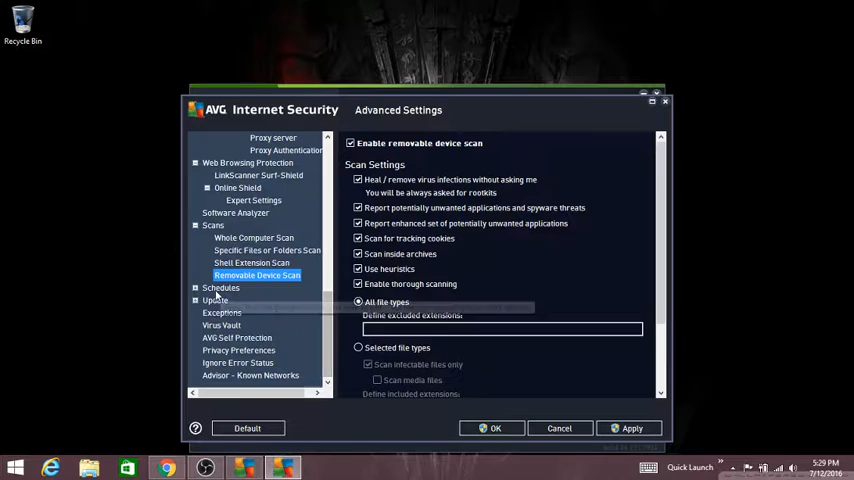 Recycle Bin
AVG Internet Security Advanced Settings
Proxy server
Proxy Authentication
Web Browsing Protection
LinkScanner Surf-Shield
Online Shield
Expert Settings
Software Analyzer
Scans
Whole Computer Scan
Specific Files or Folders Scan
Shell Extension Scan
Removable Device Scan
Schedules
Update
Exceptions
Virus Vault
AVG Self Protection
Privacy Preferences
Ignore Error Status
Advisor - Known Networks
Enable removable device scan
Scan Settings
Heal / remove virus infections without asking me
You will be always asked for rootkits
Report potentially unwanted applications and spyware threats
Report enhanced set of potentially unwanted applications
Scan for tracking cookies
Scan inside archives
Use heuristics
Enable thorough scanning
All file types
Define excluded extensions:
Selected file types
Scan infectable files only
Scan media files
Define included extensions:
Default
OK
Cancel
Apply
Quick Launch
5:29 PM
7/12/2016